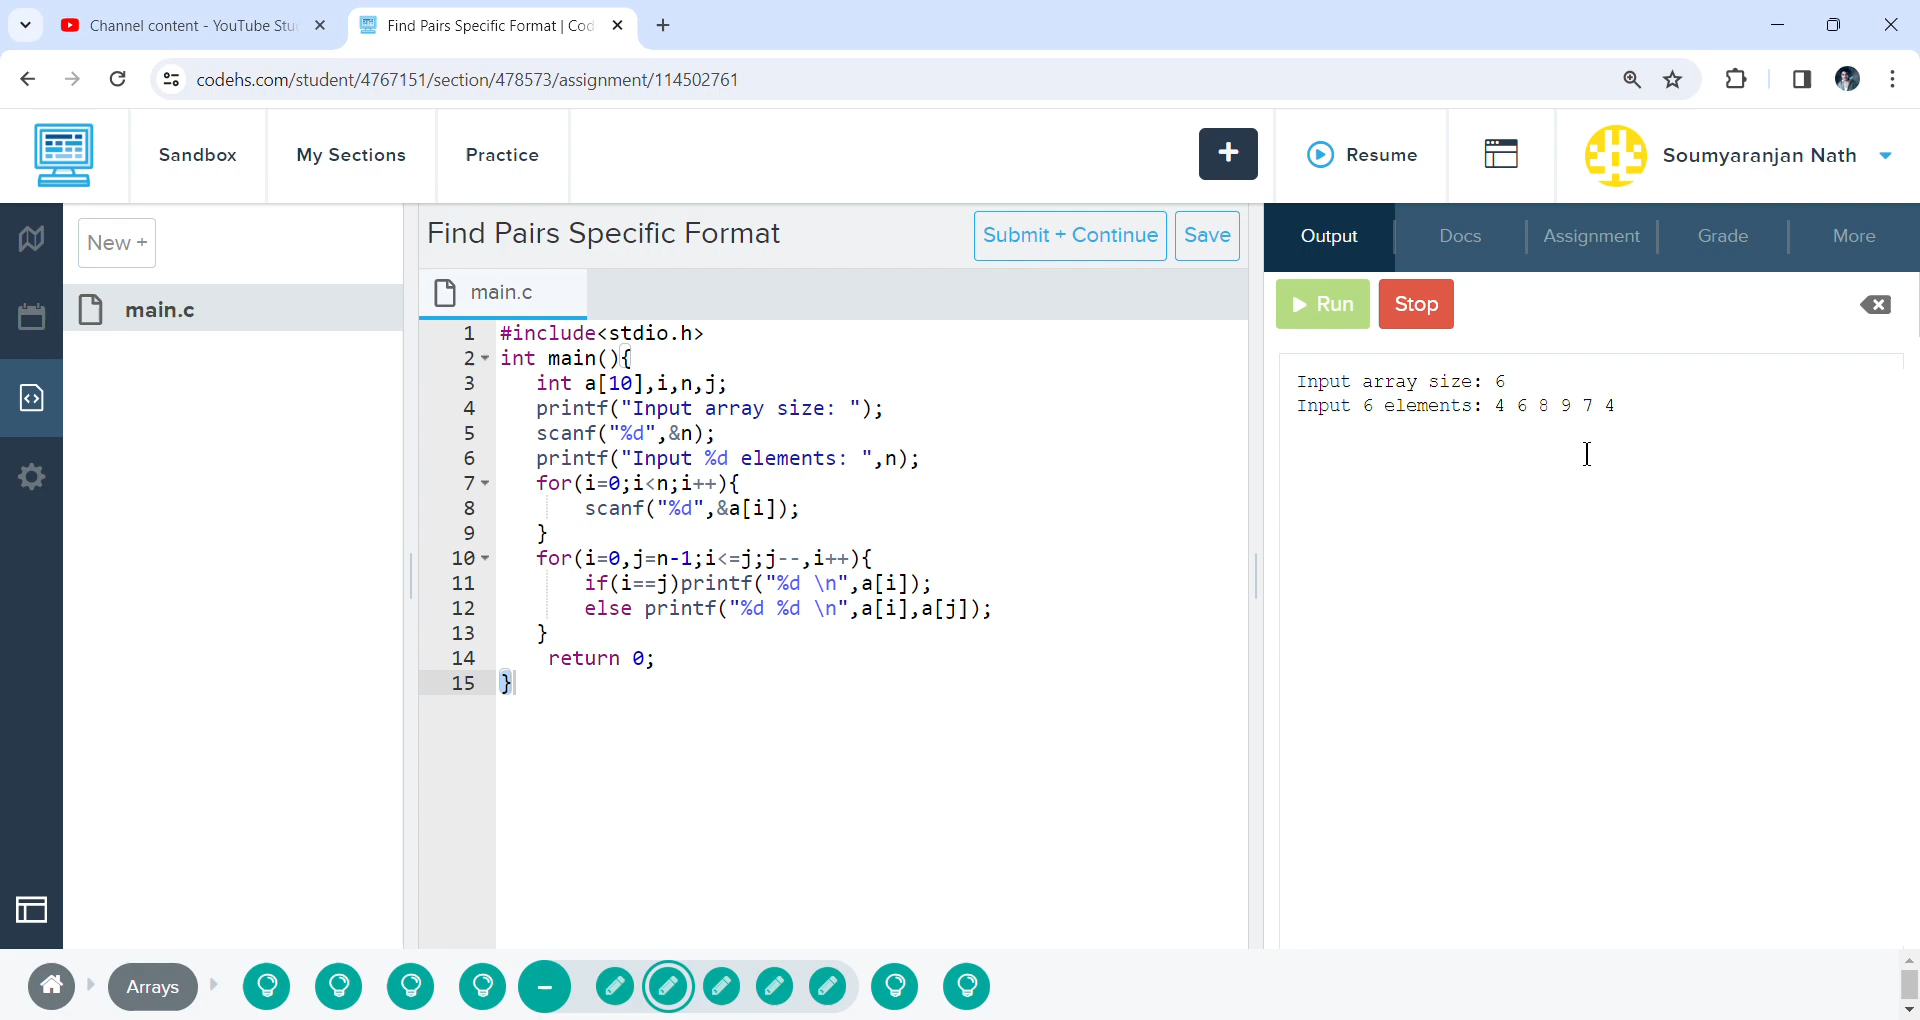 Channel content - YouTube Stu
Find Pairs Specific Format | Cod
codehs.com/student/4767151/section/478573/assignment/114502761
Sandbox
My Sections
Practice
+
Resume
Soumyaranjan Nath
New +
main.c
Find Pairs Specific Format
Submit + Continue
Save
main.c
1 #include<stdio.h>
2 int main(){
3 int a[10],i,n,j;
4 printf("Input array size: ");
5 scanf("%d",&n);
6 printf("Input %d elements: ",n);
7 for(i=0;i<n;i++){
8 scanf("%d",&a[i]);
9 }
10 for(i=0,j=n-1;i<=j;j--,i++){
11 if(i==j)printf("%d \n",a[i]);
12 else printf("%d %d \n",a[i],a[j]);
13 }
14 return 0;
15 }
Output
Docs
Assignment
Grade
More
Run
Stop
Input array size: 6
Input 6 elements: 4 6 8 9 7 4
Arrays